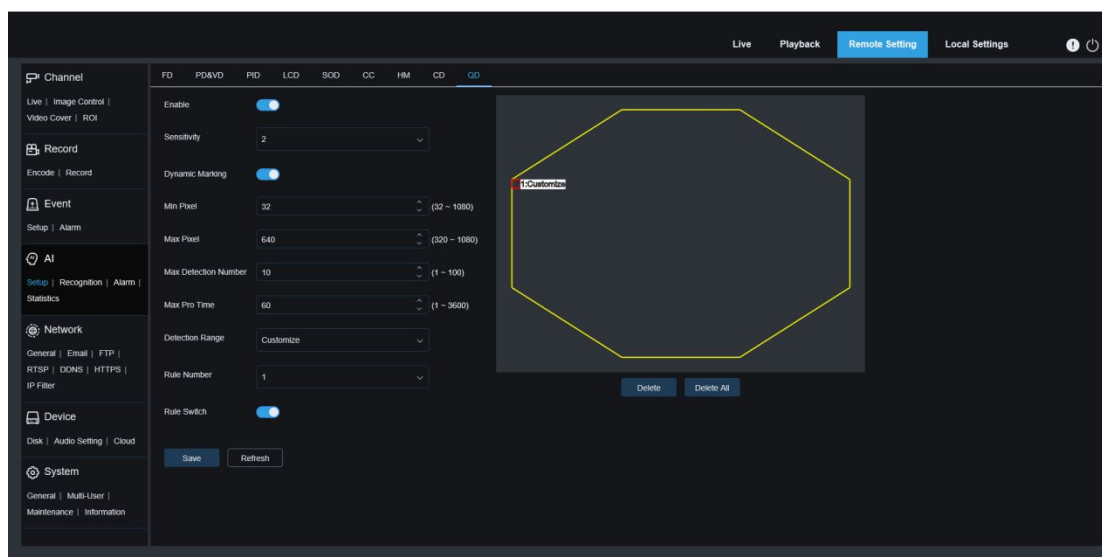 Live Playback Remote Setting Local Settings
Channel
Live | Image Control |
Video Cover | ROI
Record
Encode | Record
Event
Setup | Alarm
AI
Setup | Recognition | Alarm |
Statistics
Network
General | Email | FTP |
RTSP | DDNS | HTTPS |
IP Filter
Device
Disk | Audio Setting | Cloud
System
General | Multi-User |
Maintenance | Information
FD PD&VD PID LCD SOD CC HM CD QD
Enable
Sensitivity 2
Dynamic Marking
Min Pixel 32 (32 ~ 1080)
Max Pixel 640 (320 ~ 1080)
Max Detection Number 10 (1 ~ 100)
Max Pro Time 60 (1 ~ 3600)
Detection Range Customize
Rule Number 1
Rule Switch
Save Refresh
1:Customize
Delete Delete All